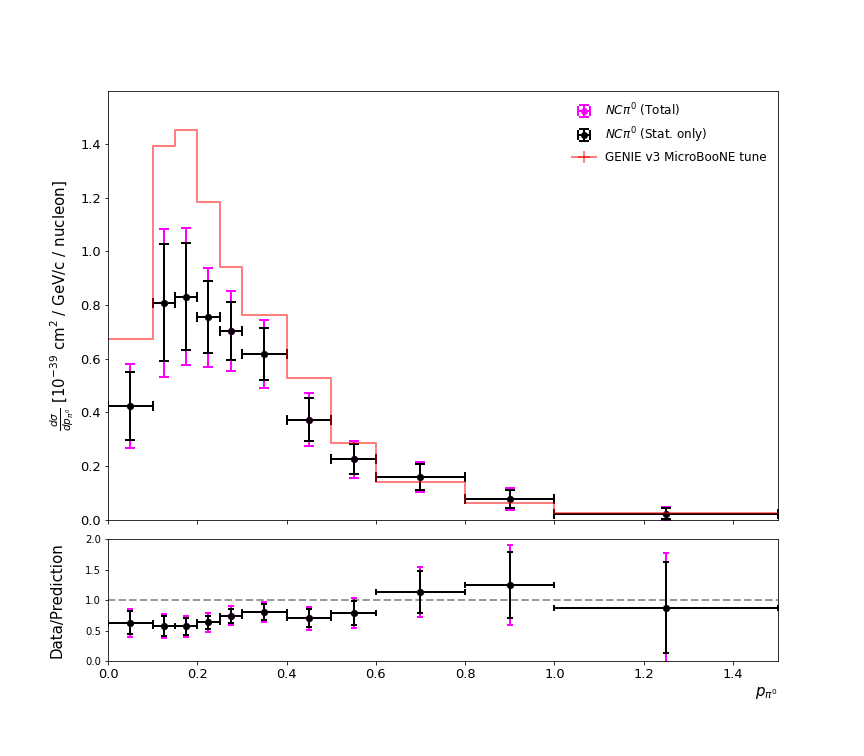 NCπ⁰ (Total)
NCπ⁰ (Stat. only)
GENIE v3 MicroBooNE tune
dσ/dp_π⁰ [10⁻³⁹ cm² / GeV/c / nucleon]
1.4
1.2
1.0
0.8
0.6
0.4
0.2
0.0
Data/Prediction
2.0
1.5
1.0
0.5
0.0
0.0 0.2 0.4 0.6 0.8 1.0 1.2 1.4
p_π⁰